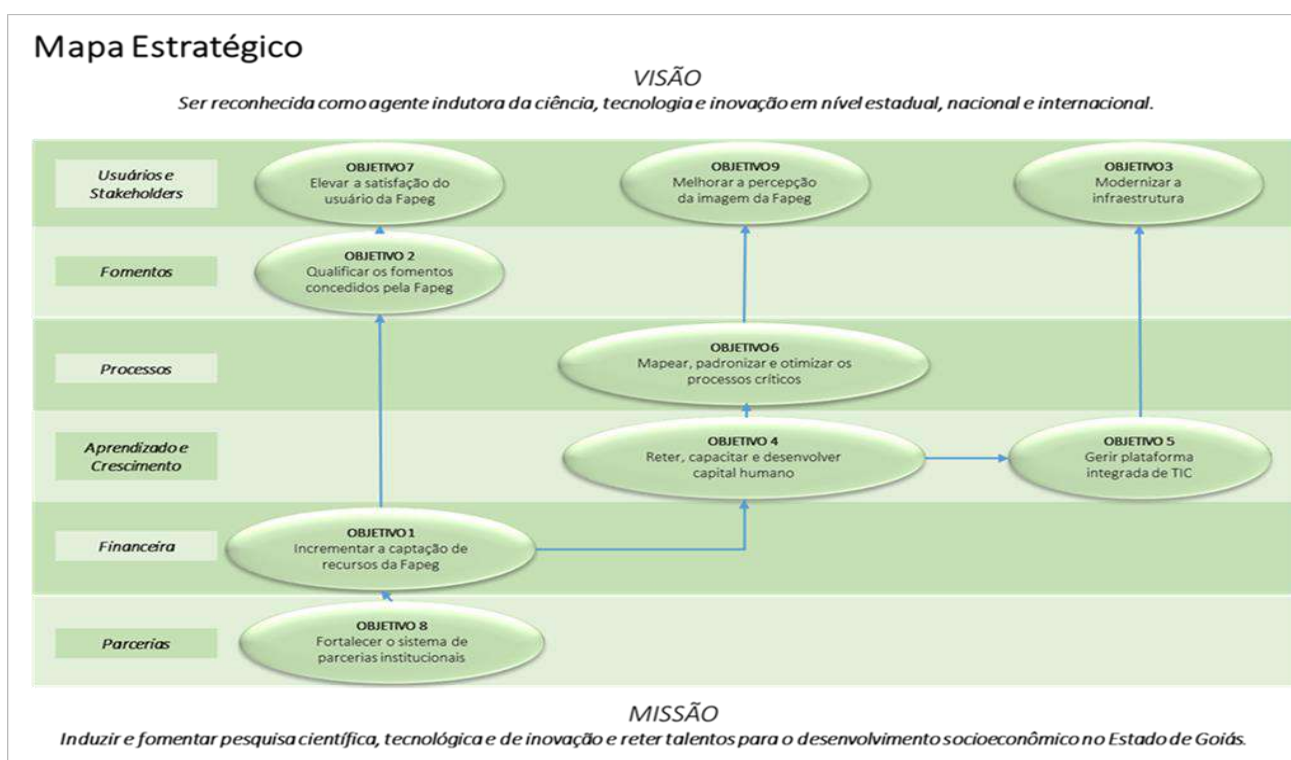 Mapa Estratégico
VISÃO
Ser reconhecida como agente indutora da ciência, tecnologia e inovação em nível estadual, nacional e internacional.
Usuários e
Stakeholders
OBJETIVO7
Elevar a satisfação do
usuário da Fapeg
OBJETIVO9
Melhorar a percepção
da imagem da Fapeg
OBJETIVO3
Modernizar a
infraestrutura
Fomentos
OBJETIVO 2
Qualificar os fomentos
concedidos pela Fapeg
Processos
OBJETIVO6
Mapear, padronizar e otimizar os
processos críticos
Aprendizado e
Crescimento
OBJETIVO 4
Reter, capacitar e desenvolver
capital humano
OBJETIVO 5
Gerir plataforma
integrada de TIC
Financeira
OBJETIVO1
Incrementar a captação de
recursos da Fapeg
Parcerias
OBJETIVO 8
Fortalecer o sistema de
parcerias institucionais
MISSÃO
Induzir e fomentar pesquisa científica, tecnológica e de inovação e reter talentos para o desenvolvimento socioeconômico no Estado de Goiás.